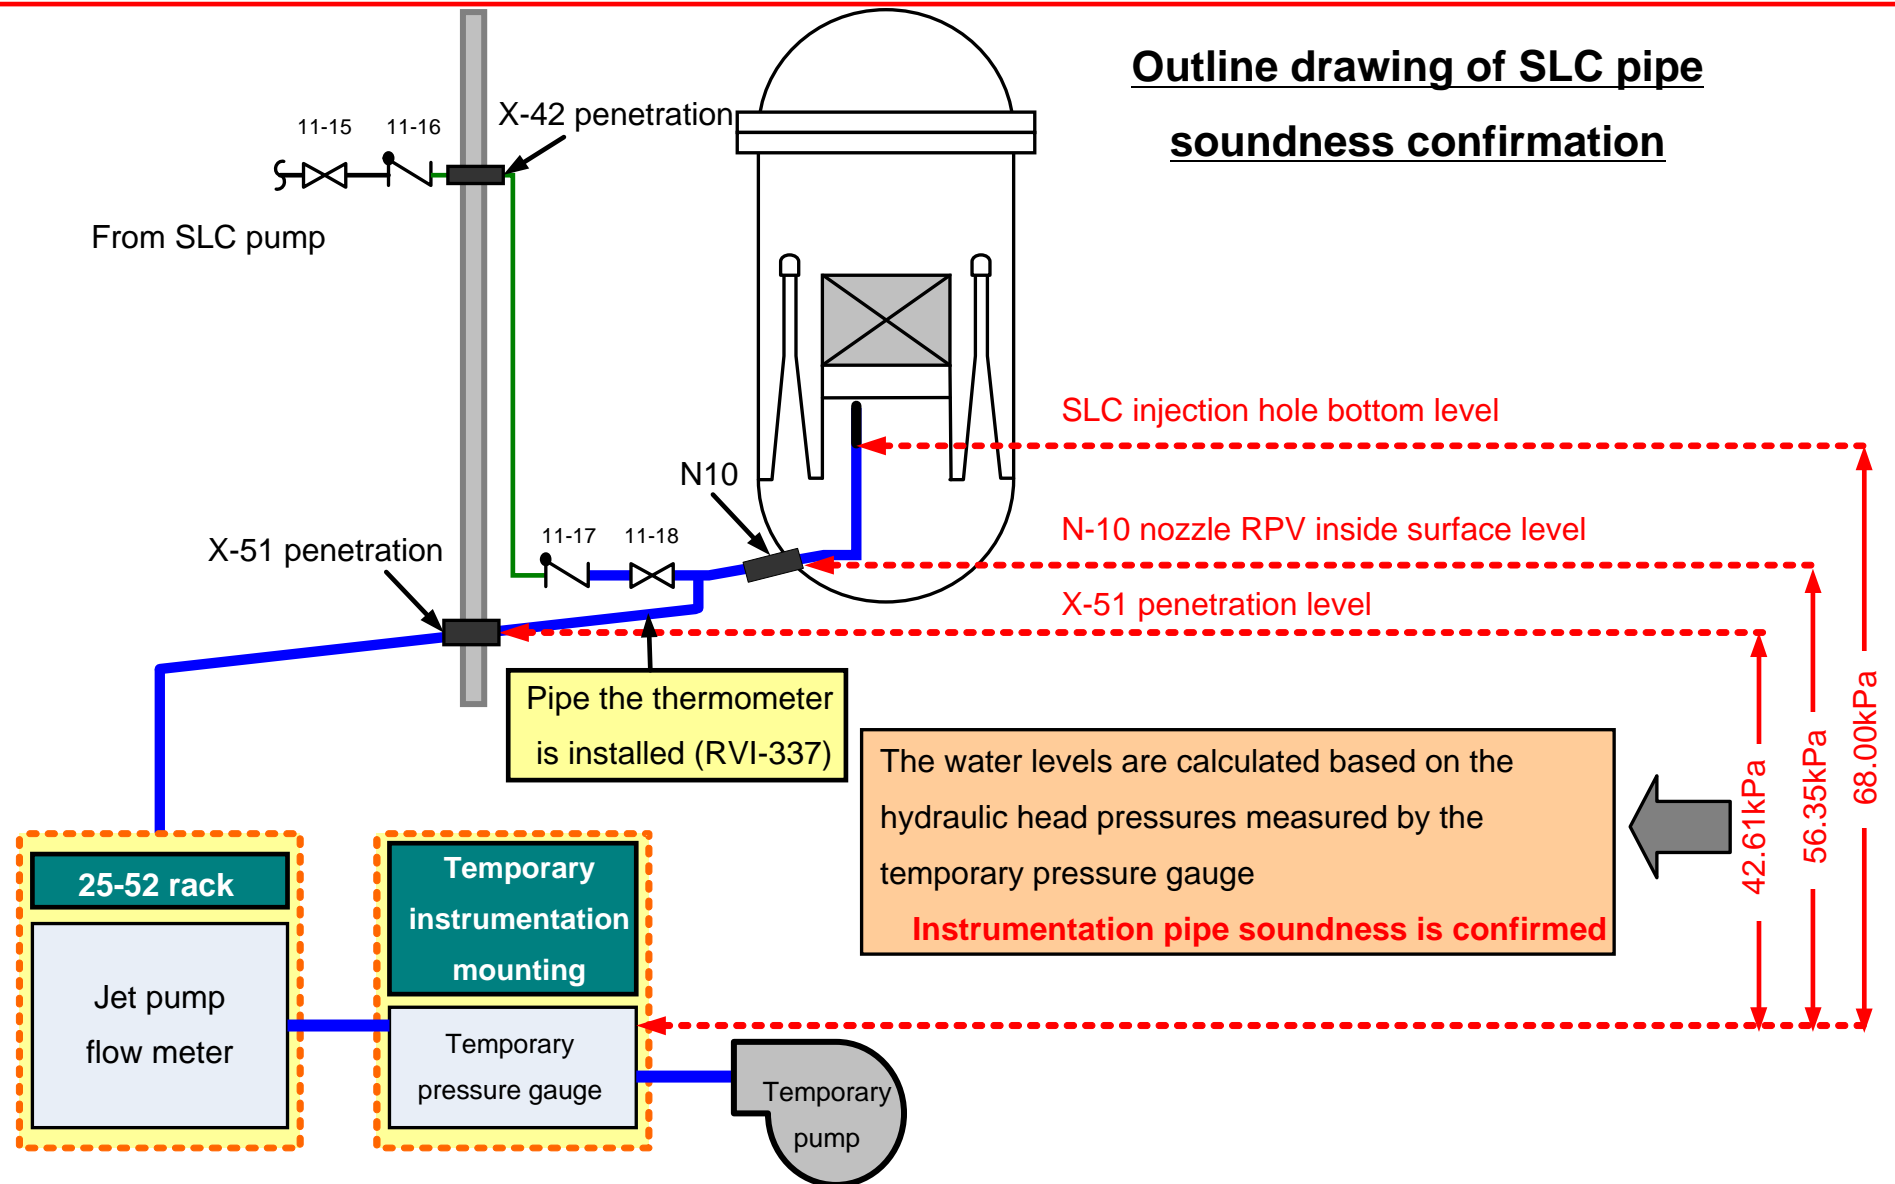 Outline drawing of SLC pipe
soundness confirmation
X-42 penetration
11-15
11-16
From SLC pump
SLC injection hole bottom level
N10
N-10 nozzle RPV inside surface level
X-51 penetration
11-17
11-18
X-51 penetration level
Pipe the thermometer
is installed (RVI-337)
The water levels are calculated based on the
hydraulic head pressures measured by the
temporary pressure gauge
Instrumentation pipe soundness is confirmed
42.61kPa
56.35kPa
68.00kPa
25-52 rack
Jet pump
flow meter
Temporary
instrumentation
mounting
Temporary
pressure gauge
Temporary
pump